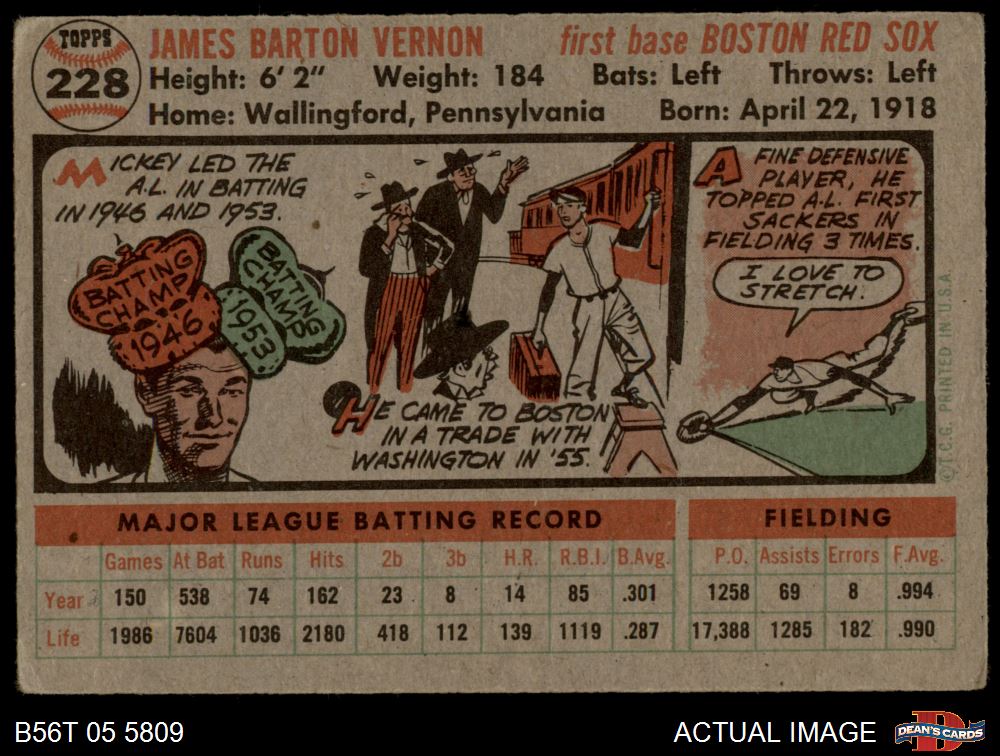 TOPPS
228
JAMES BARTON VERNON first base BOSTON RED SOX
Height: 6' 2" Weight: 184 Bats: Left Throws: Left
Home: Wallingford, Pennsylvania Born: April 22, 1918
MICKEY LED THE
A.L. IN BATTING
IN 1946 AND 1953.
BATTING
CHAMP
1946
BATTING
CHAMP
1953
HE CAME TO BOSTON
IN A TRADE WITH
WASHINGTON IN '55.
A FINE DEFENSIVE
PLAYER, HE
TOPPED A.L. FIRST
SACKERS IN
FIELDING 3 TIMES.
I LOVE TO
STRETCH.
© T.C.G. PRINTED IN U.S.A.
MAJOR LEAGUE BATTING RECORD FIELDING
Games At Bat Runs Hits 2b 3b H.R. R.B.I. B.Avg. P.O. Assists Errors F.Avg.
Year 150 538 74 162 23 8 14 85 .301 1258 69 8 .994
Life 1986 7604 1036 2180 418 112 139 1119 .287 17,388 1285 182 .990
B56T 05 5809 ACTUAL IMAGE
D
DEAN'S CARDS